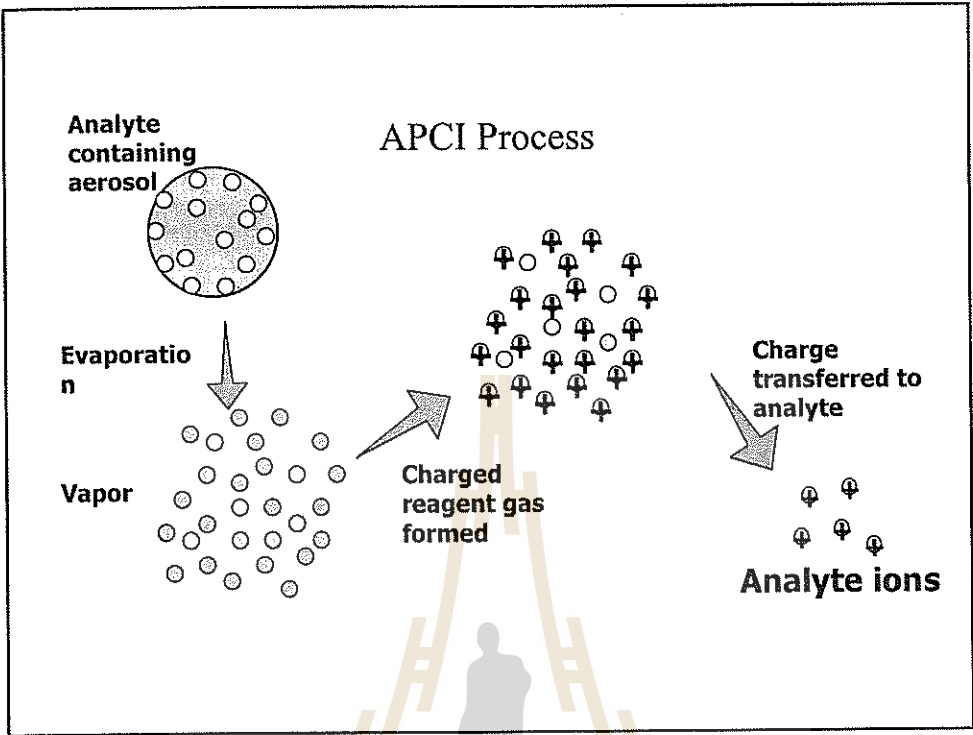 Analyte
containing
aerosol
APCI Process
Evaporatio
n
Vapor
Charged
reagent gas
formed
Charge
transferred to
analyte
Analyte ions